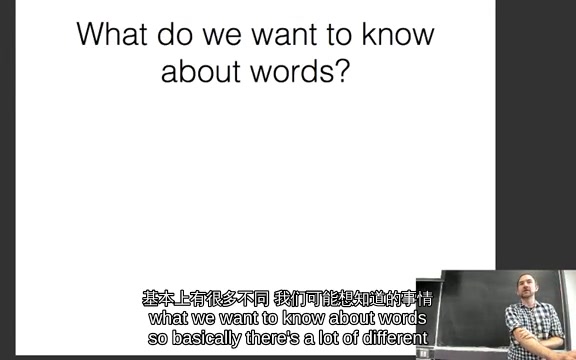 What do we want to know
about words?
基本上有很多不同 我们可能想知道的事情
what we want to know about words
so basically there's a lot of different